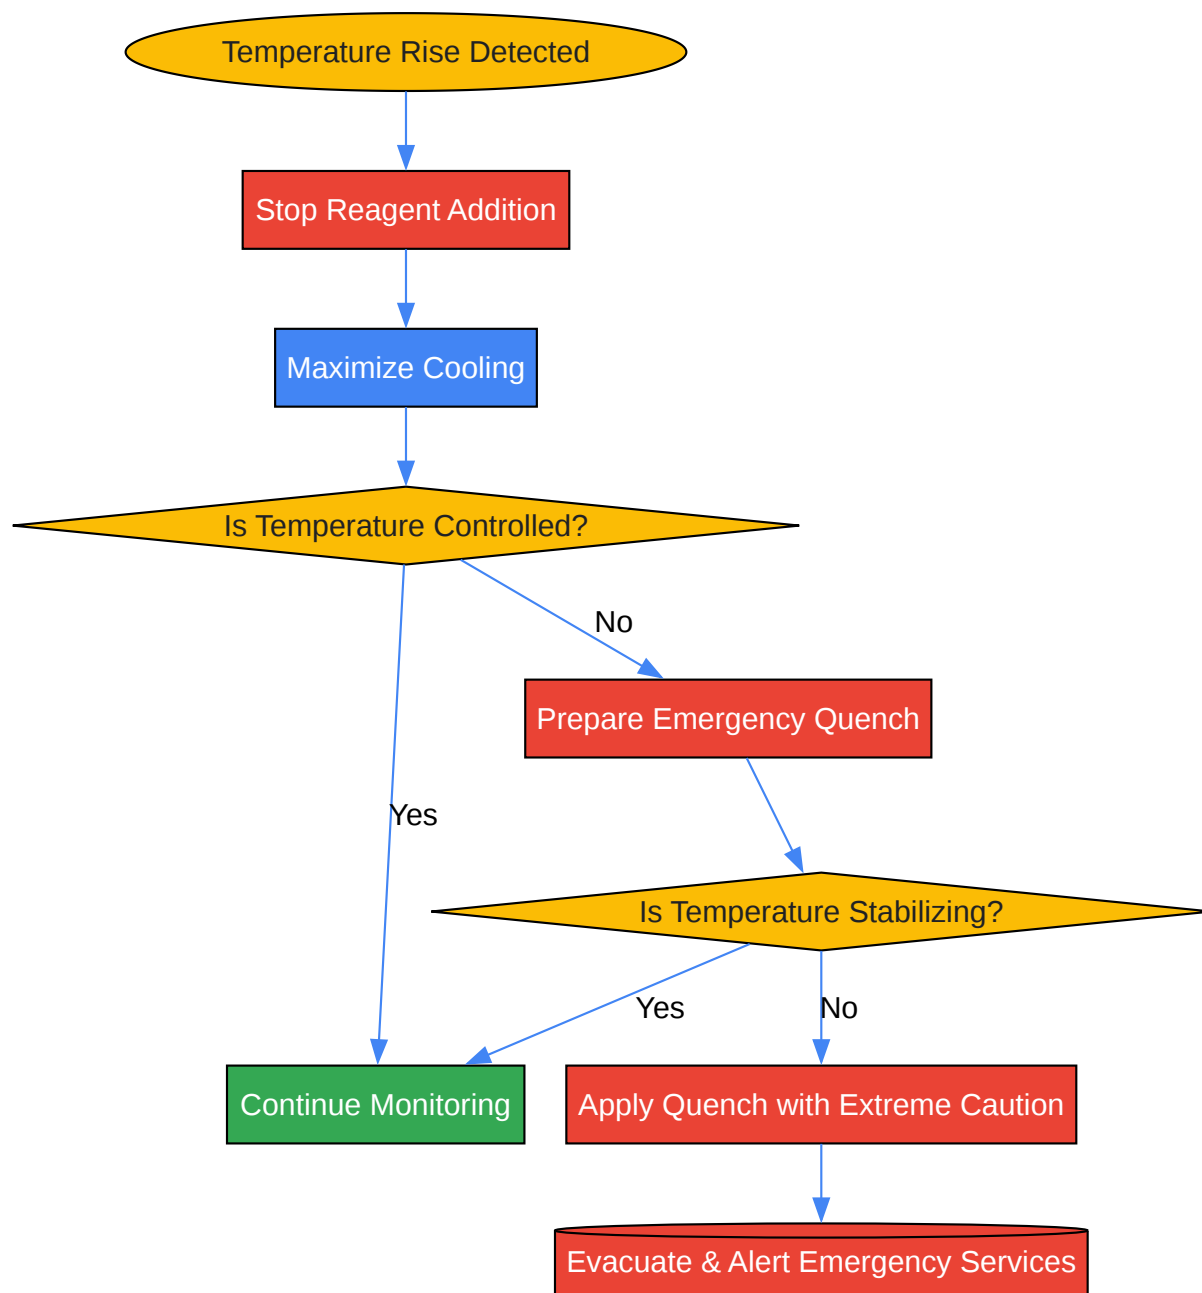 Temperature Rise Detected
Stop Reagent Addition
Maximize Cooling
Is Temperature Controlled?
No
Prepare Emergency Quench
Yes
Is Temperature Stabilizing?
Yes
No
Continue Monitoring
Apply Quench with Extreme Caution
Evacuate & Alert Emergency Services